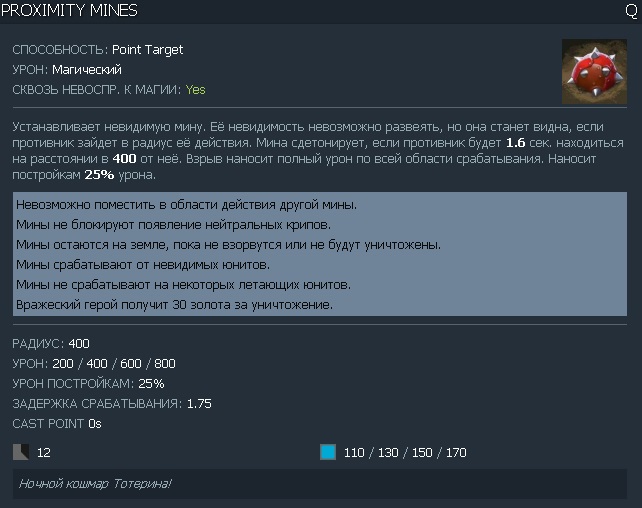 PROXIMITY MINES Q
СПОСОБНОСТЬ: Point Target
УРОН: Магический
СКВОЗЬ НЕВОСПР. К МАГИИ: Yes
Устанавливает невидимую мину. Её невидимость невозможно развеять, но она станет видна, если
противник зайдет в радиус её действия. Мина сдетонирует, если противник будет 1.6 сек. находиться
на расстоянии в 400 от неё. Взрыв наносит полный урон по всей области срабатывания. Наносит
постройкам 25% урона.
Невозможно поместить в области действия другой мины.
Мины не блокируют появление нейтральных крипов.
Мины остаются на земле, пока не взорвутся или не будут уничтожены.
Мины срабатывают от невидимых юнитов.
Мины не срабатывают на некоторых летающих юнитов.
Вражеский герой получит 30 золота за уничтожение.
РАДИУС: 400
УРОН: 200 / 400 / 600 / 800
УРОН ПОСТРОЙКАМ: 25%
ЗАДЕРЖКА СРАБАТЫВАНИЯ: 1.75
CAST POINT 0s
12 110 / 130 / 150 / 170
Ночной кошмар Тотерина!